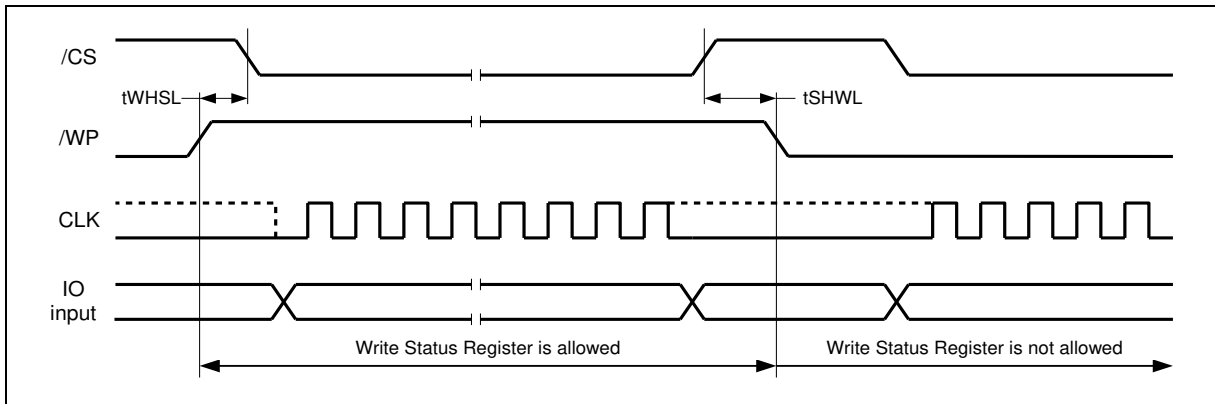 /CS
tWHSL
tSHWL
/WP
CLK
IO
input
Write Status Register is allowed
Write Status Register is not allowed